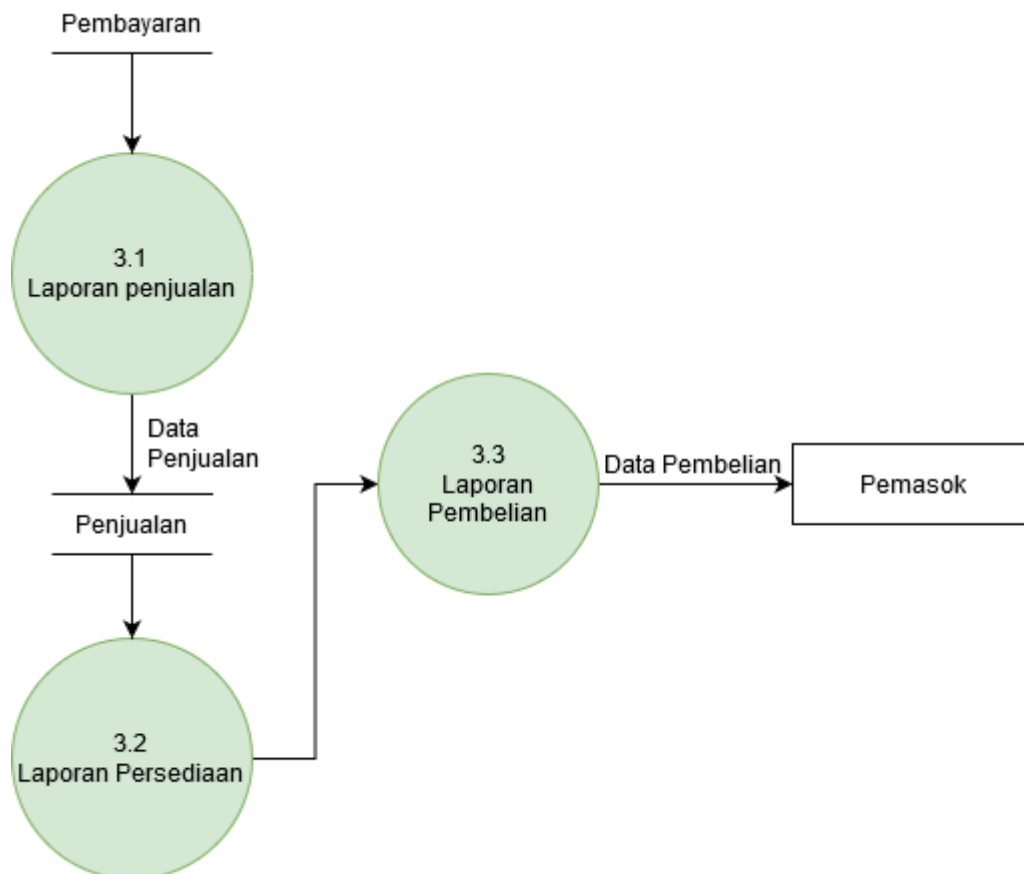 Pembayaran
3.1
Laporan penjualan
Data
Penjualan
Penjualan
3.2
Laporan Persediaan
3.3
Laporan
Pembelian
Data Pembelian
Pemasok